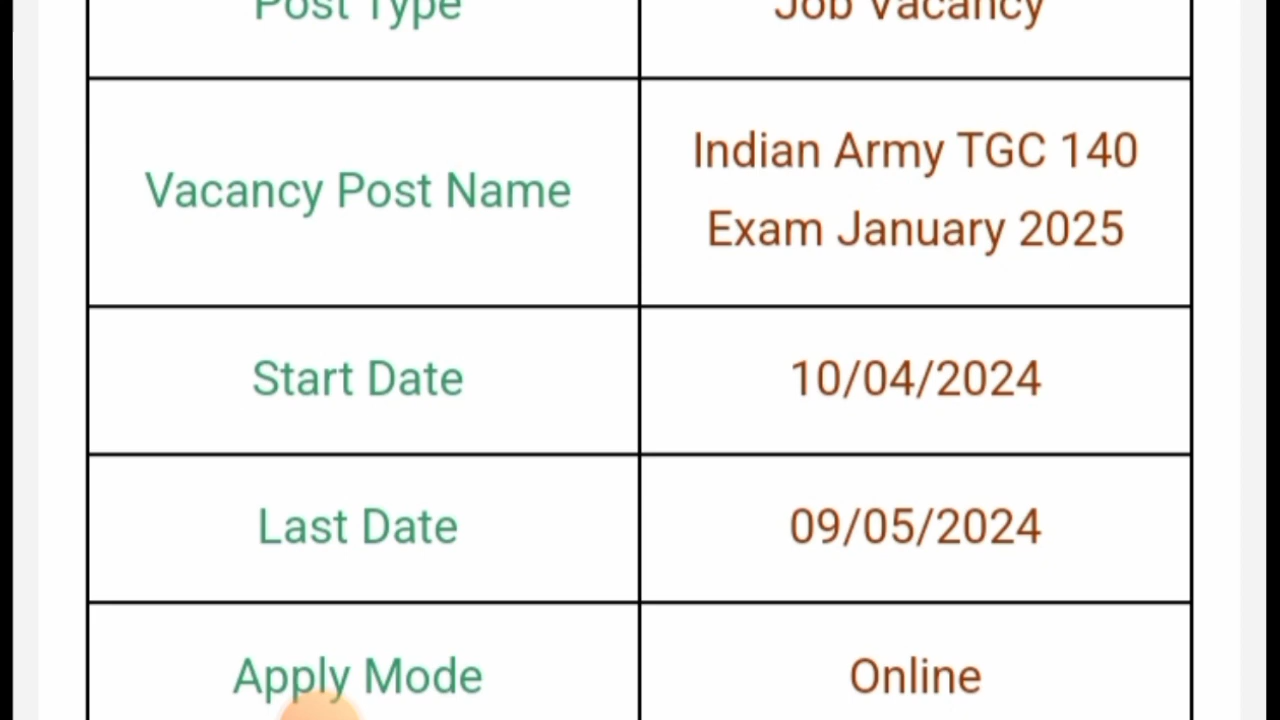 Post Type Job Vacancy
Vacancy Post Name Indian Army TGC 140
Exam January 2025
Start Date 10/04/2024
Last Date 09/05/2024
Apply Mode Online